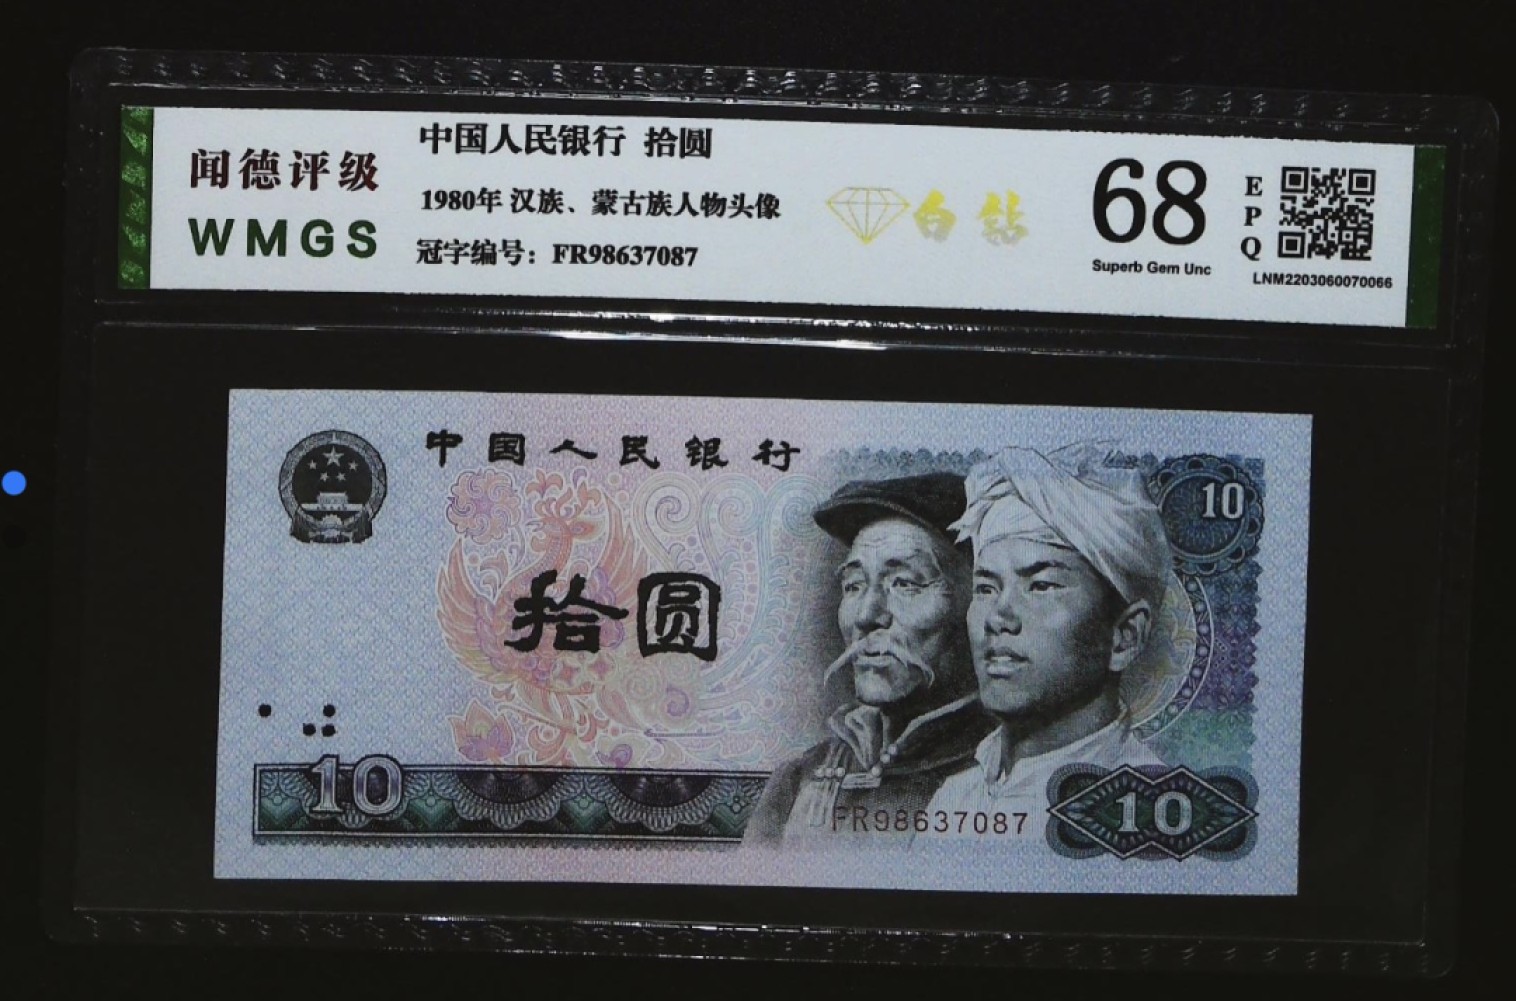 闻德评级
WMGS
中国人民银行 拾圆
1980年 汉族、蒙古族人物头像
冠字编号：FR98637087
白钻
68
Superb Gem Unc
EPQ
LNM2203060070066
中国人民银行
10
拾圆
10
FR98637087
10